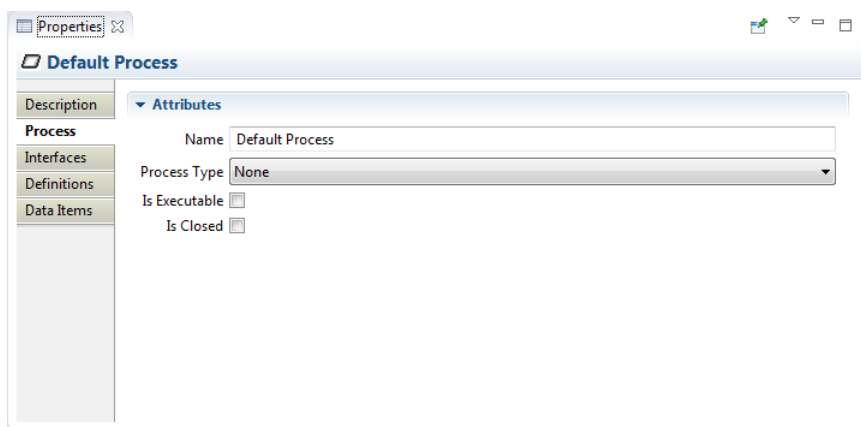 Properties
Default Process
Description
Attributes
Process
Name Default Process
Interfaces
Process Type None
Definitions
Is Executable
Data Items
Is Closed